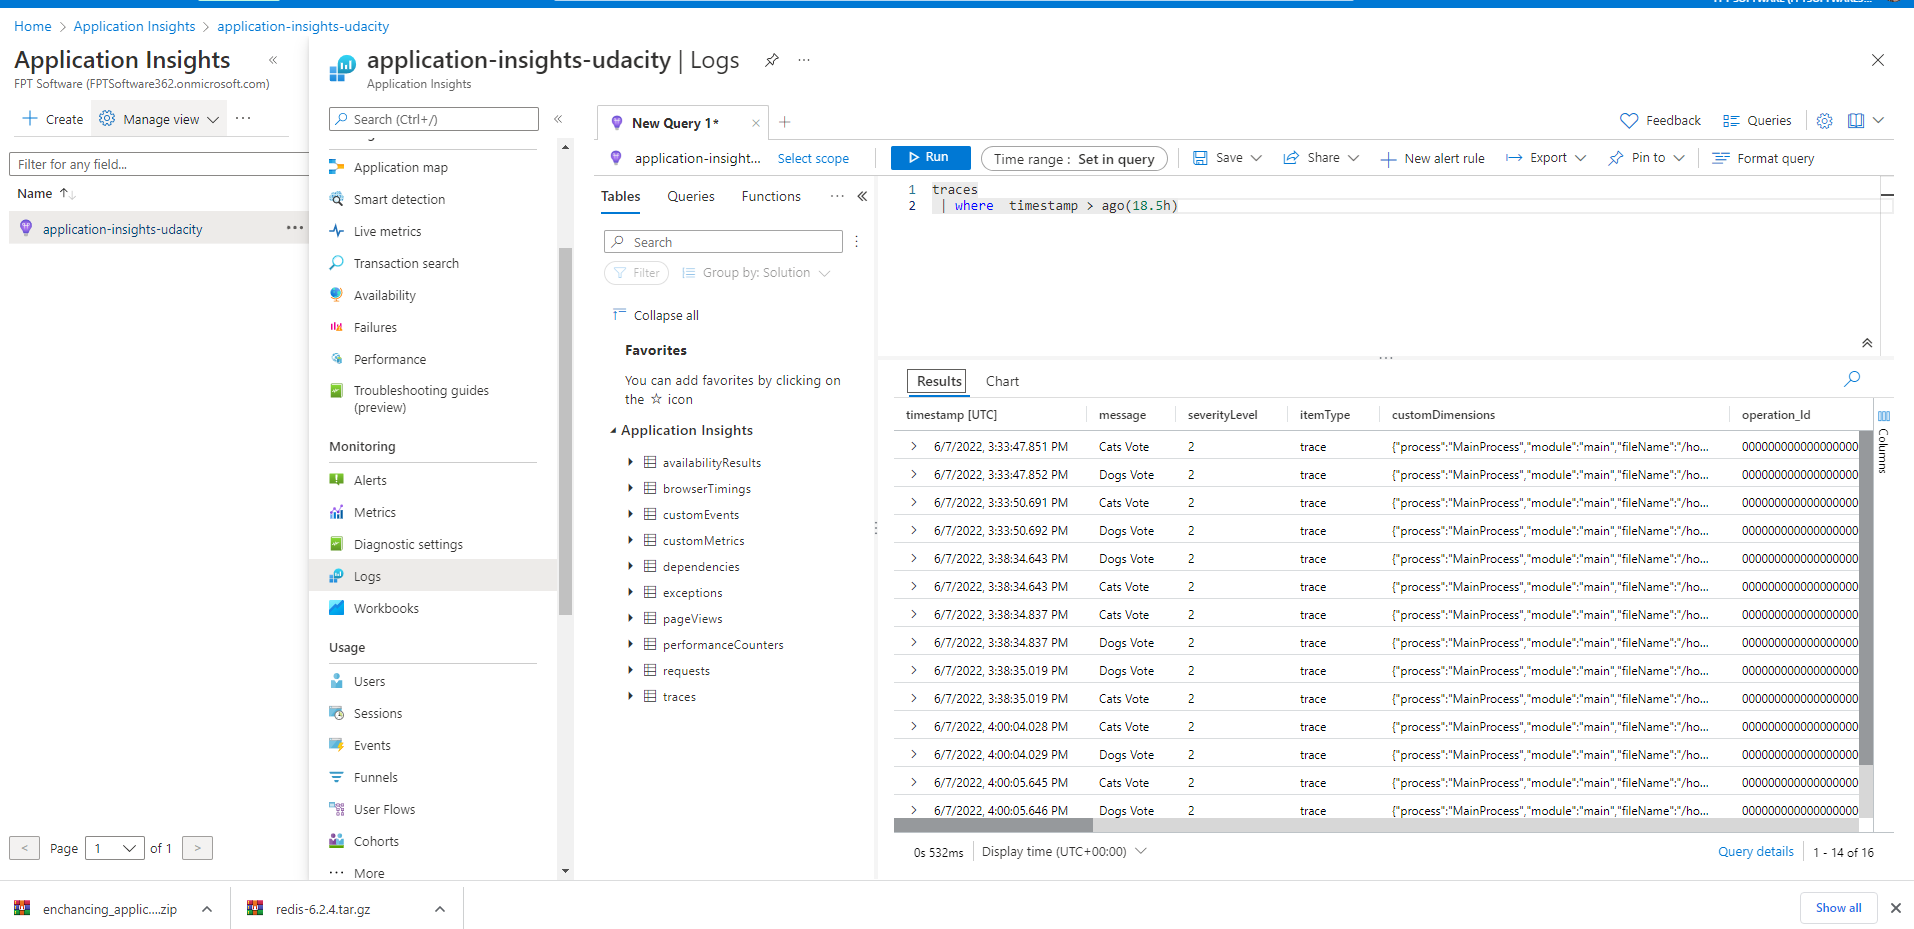 Home > Application Insights > application-insights-udacity
Application Insights «
FPT Software (FPTSoftware362.onmicrosoft.com)
+ Create Manage view ...
Filter for any field...
Name ↑↓
application-insights-udacity ...
< Page 1 of 1 >
application-insights-udacity | Logs ...
Application Insights
Search (Ctrl+/) «
Application map
Smart detection
Live metrics
Transaction search
Availability
Failures
Performance
Troubleshooting guides
(preview)
Monitoring
Alerts
Metrics
Diagnostic settings
Logs
Workbooks
Usage
Users
Sessions
Events
Funnels
User Flows
Cohorts
... More
New Query 1* × +
Feedback Queries
application-insight... Select scope Run Time range : Set in query Save Share + New alert rule Export Pin to Format query
Tables Queries Functions ... «
Search
Filter Group by: Solution
Collapse all
Favorites
You can add favorites by clicking on
the ☆ icon
Application Insights
availabilityResults
browserTimings
customEvents
customMetrics
dependencies
exceptions
pageViews
performanceCounters
requests
traces
1 traces
2 | where timestamp > ago(18.5h)
Results Chart
timestamp [UTC] message severityLevel itemType customDimensions operation_Id
6/7/2022, 3:33:47.851 PM Cats Vote 2 trace {"process":"MainProcess","module":"main","fileName":"/ho... 000000000000000000
6/7/2022, 3:33:47.852 PM Dogs Vote 2 trace {"process":"MainProcess","module":"main","fileName":"/ho... 000000000000000000
6/7/2022, 3:33:50.691 PM Cats Vote 2 trace {"process":"MainProcess","module":"main","fileName":"/ho... 000000000000000000
6/7/2022, 3:33:50.692 PM Dogs Vote 2 trace {"process":"MainProcess","module":"main","fileName":"/ho... 000000000000000000
6/7/2022, 3:38:34.643 PM Dogs Vote 2 trace {"process":"MainProcess","module":"main","fileName":"/ho... 000000000000000000
6/7/2022, 3:38:34.643 PM Cats Vote 2 trace {"process":"MainProcess","module":"main","fileName":"/ho... 000000000000000000
6/7/2022, 3:38:34.837 PM Cats Vote 2 trace {"process":"MainProcess","module":"main","fileName":"/ho... 000000000000000000
6/7/2022, 3:38:34.837 PM Dogs Vote 2 trace {"process":"MainProcess","module":"main","fileName":"/ho... 000000000000000000
6/7/2022, 3:38:35.019 PM Dogs Vote 2 trace {"process":"MainProcess","module":"main","fileName":"/ho... 000000000000000000
6/7/2022, 3:38:35.019 PM Cats Vote 2 trace {"process":"MainProcess","module":"main","fileName":"/ho... 000000000000000000
6/7/2022, 4:00:04.028 PM Cats Vote 2 trace {"process":"MainProcess","module":"main","fileName":"/ho... 000000000000000000
6/7/2022, 4:00:04.029 PM Dogs Vote 2 trace {"process":"MainProcess","module":"main","fileName":"/ho... 000000000000000000
6/7/2022, 4:00:05.645 PM Cats Vote 2 trace {"process":"MainProcess","module":"main","fileName":"/ho... 000000000000000000
6/7/2022, 4:00:05.646 PM Dogs Vote 2 trace {"process":"MainProcess","module":"main","fileName":"/ho... 000000000000000000
Columns
0s 532ms Display time (UTC+00:00) Query details 1 - 14 of 16
enchancing_applic....zip redis-6.2.4.tar.gz Show all